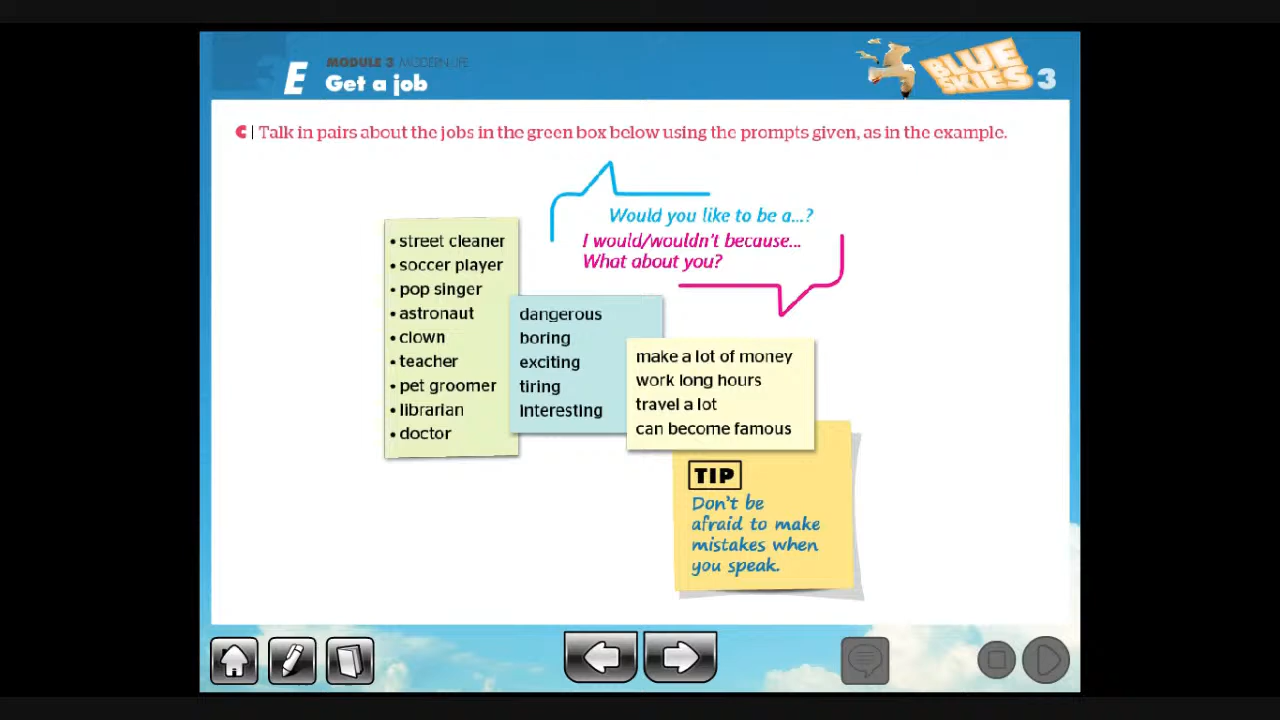 MODULE 3 MODERN LIFE
E Get a job
BLUE
SKIES 3
C | Talk in pairs about the jobs in the green box below using the prompts given, as in the example.
Would you like to be a...?
I would/wouldn't because...
What about you?
• street cleaner
• soccer player
• pop singer
• astronaut
• clown
• teacher
• pet groomer
• librarian
• doctor
dangerous
boring
exciting
tiring
interesting
make a lot of money
work long hours
travel a lot
can become famous
TIP
Don't be
afraid to make
mistakes when
you speak.